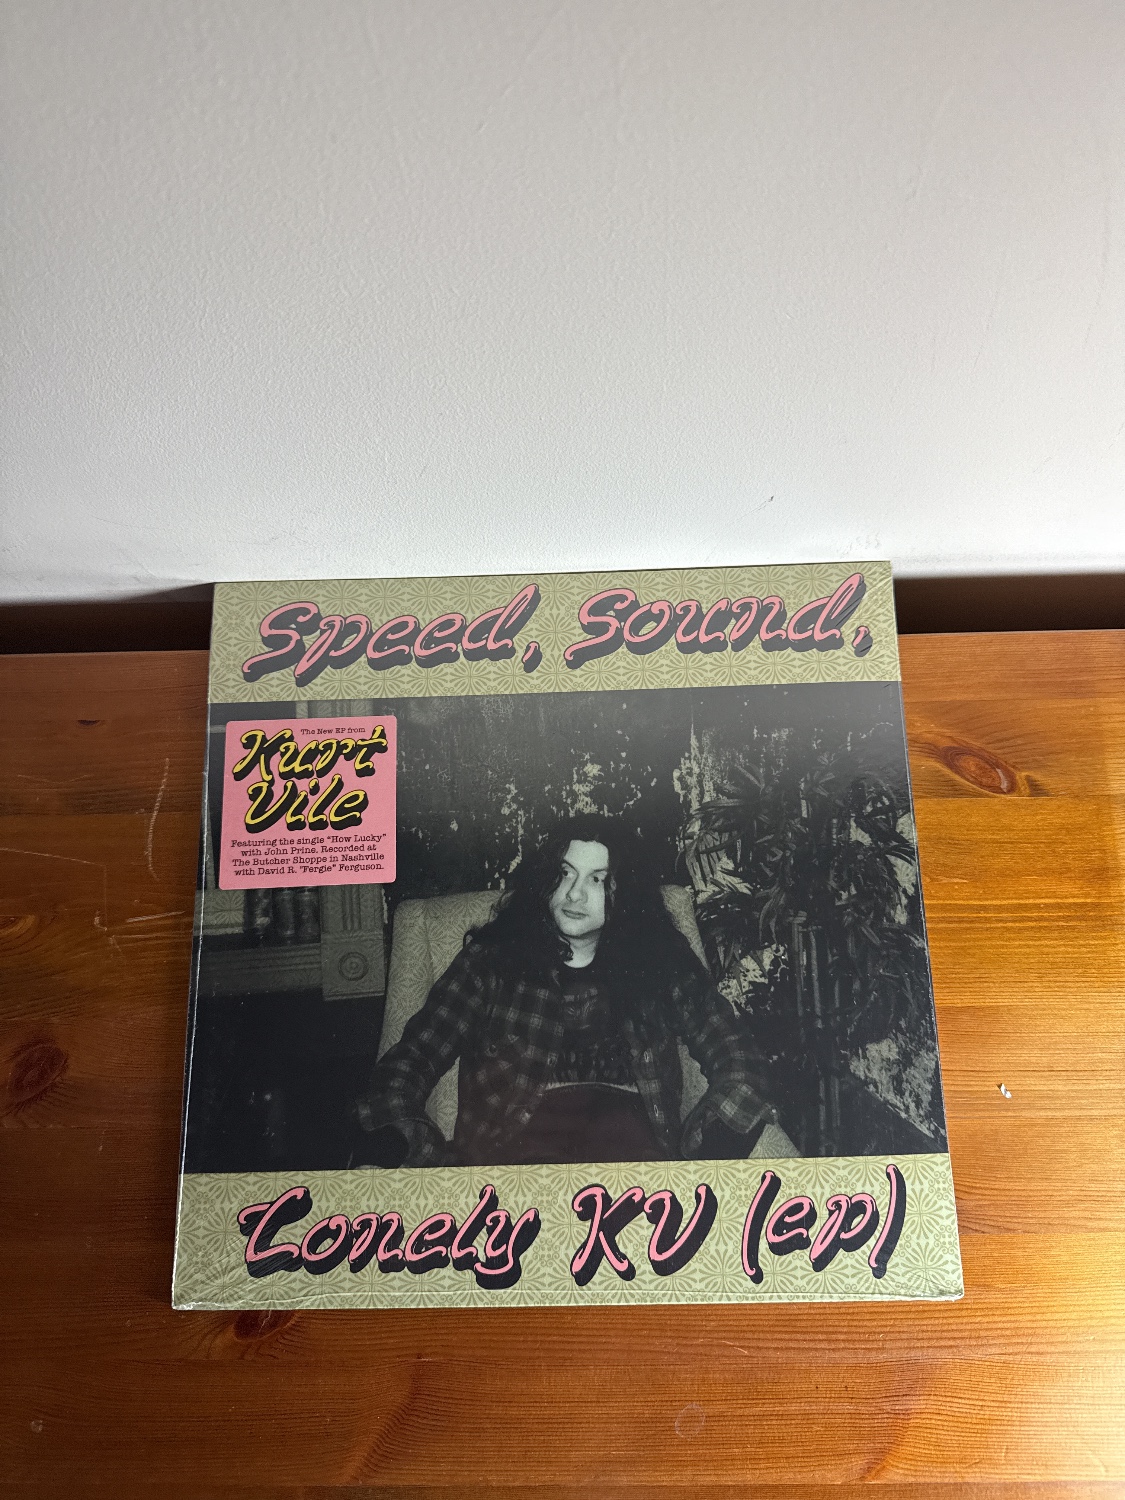 Speed, Sound,
The New EP from
Kurt
Vile
Featuring the single "How Lucky"
with John Prine. Recorded at
The Butcher Shoppe in Nashville
with David R. "Fergie" Ferguson.
Lonely KV (ep)